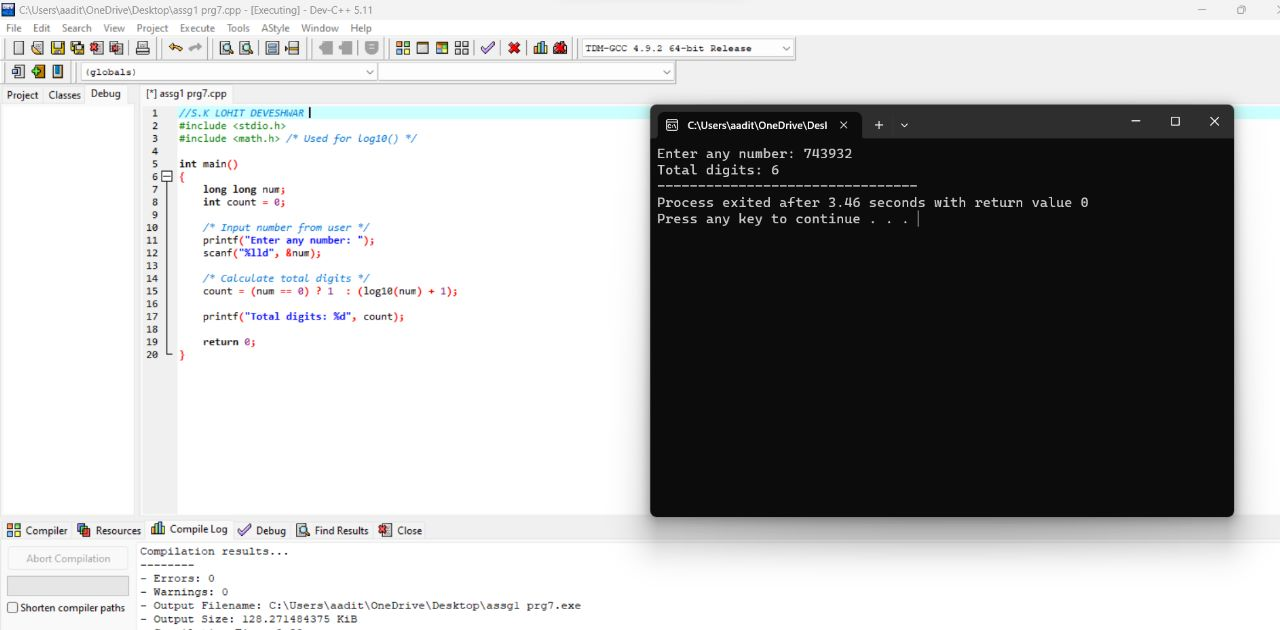 C:\Users\aadit\OneDrive\Desktop\assg1 prg7.cpp - [Executing] - Dev-C++ 5.11
File Edit Search View Project Execute Tools AStyle Window Help
TDM-GCC 4.9.2 64-bit Release
(globals)
Project Classes Debug
[*] assg1 prg7.cpp
1 //S.K LOHIT DEVESHWAR
2 #include <stdio.h>
3 #include <math.h> /* Used for log10() */
4
5 int main()
6 {
7 long long num;
8 int count = 0;
9
10 /* Input number from user */
11 printf("Enter any number: ");
12 scanf("%lld", &num);
13
14 /* Calculate total digits */
15 count = (num == 0) ? 1  : (log10(num) + 1);
16
17 printf("Total digits: %d", count);
18
19 return 0;
20 }
C:\Users\aadit\OneDrive\Desl
Enter any number: 743932
Total digits: 6
--------------------------------
Process exited after 3.46 seconds with return value 0
Press any key to continue . . .
Compiler Resources Compile Log Debug Find Results Close
Abort Compilation
Shorten compiler paths
Compilation results...
--------
- Errors: 0
- Warnings: 0
- Output Filename: C:\Users\aadit\OneDrive\Desktop\assg1 prg7.exe
- Output Size: 128.271484375 KiB